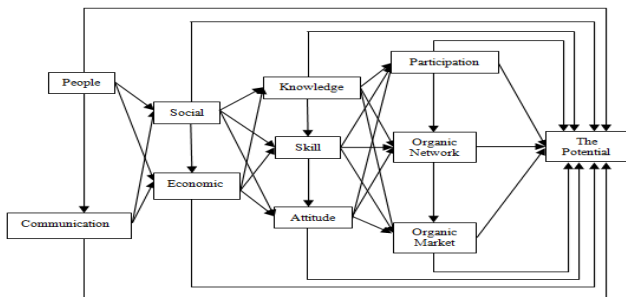 People
Communication
Social
Economic
Knowledge
Skill
Attitude
Participation
Organic
Network
Organic
Market
The
Potential